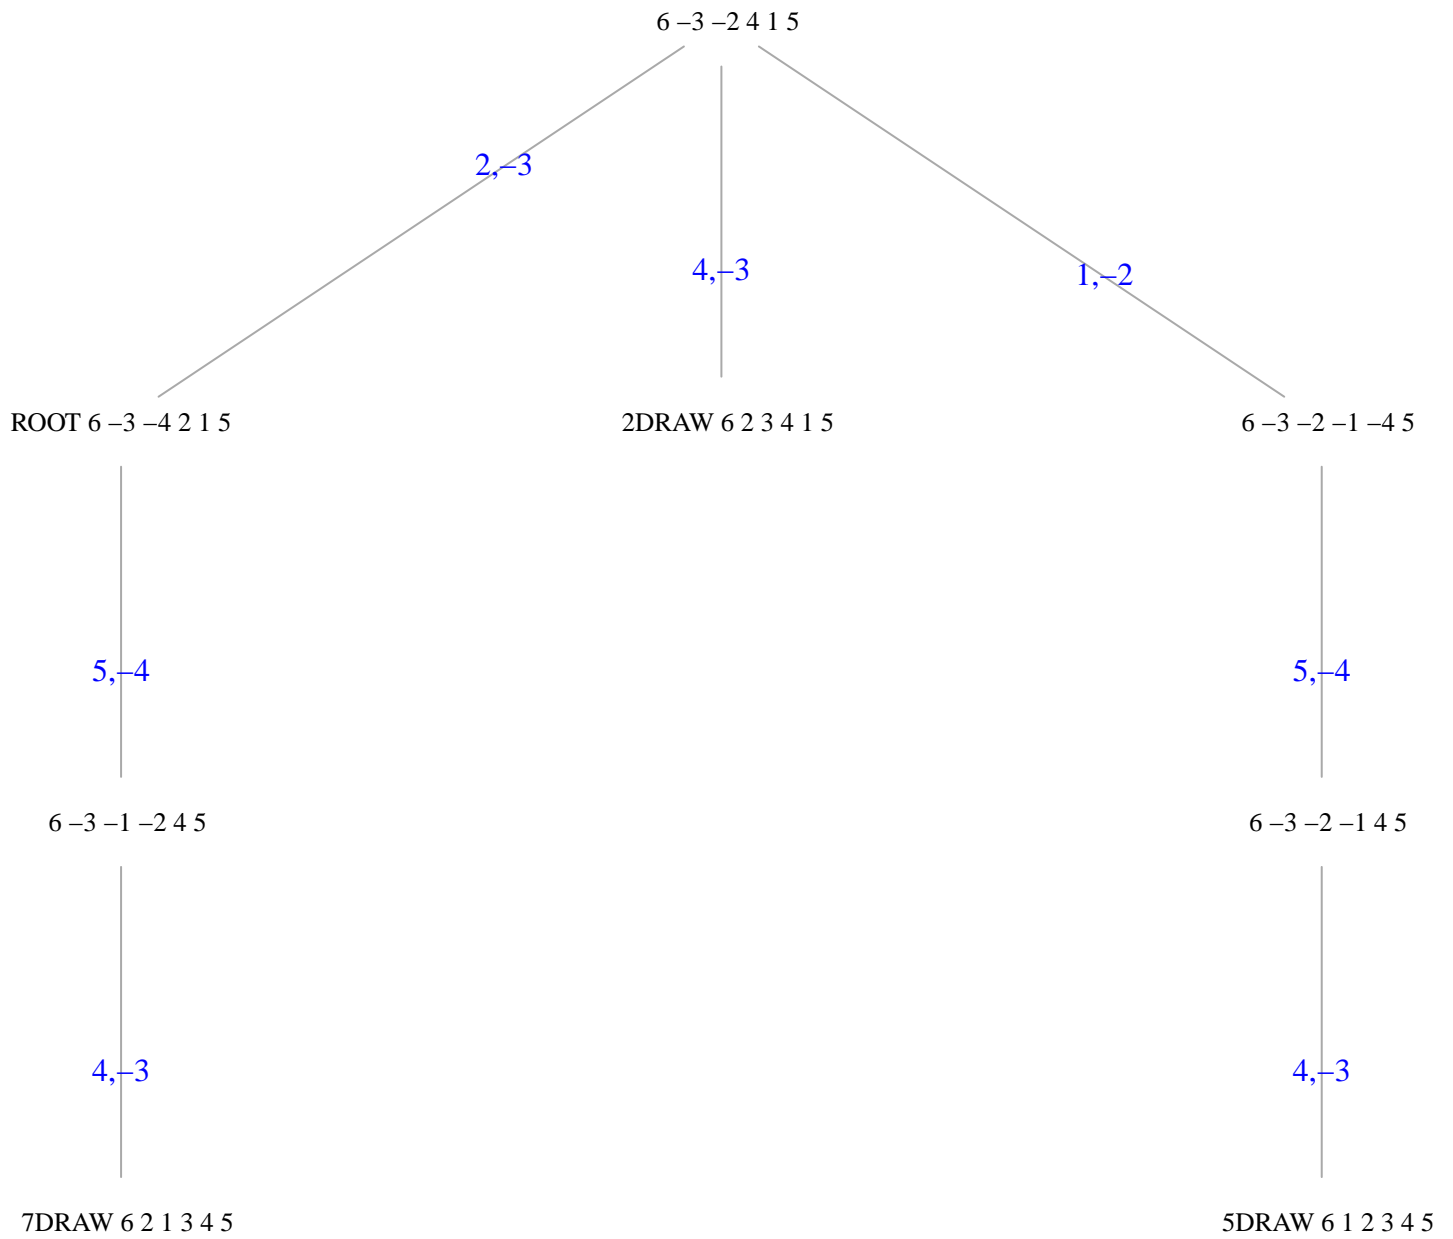 6 –3 –2 4 1 5
2,–3
4,–3
1,–2
ROOT 6 –3 –4 2 1 5
2DRAW 6 2 3 4 1 5
6 –3 –2 –1 –4 5
5,–4
5,–4
6 –3 –1 –2 4 5
6 –3 –2 –1 4 5
4,–3
4,–3
7DRAW 6 2 1 3 4 5
5DRAW 6 1 2 3 4 5